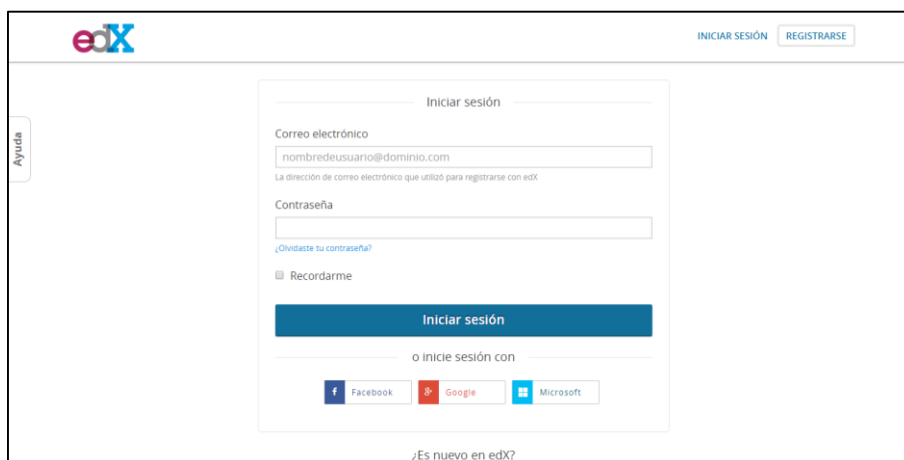 edX
INICIAR SESIÓN REGISTRARSE
Ayuda
Iniciar sesión
Correo electrónico
nombredeusuario@dominio.com
La dirección de correo electrónico que utilizó para registrarse con edX
Contraseña
¿Olvidaste tu contraseña?
Recordarme
Iniciar sesión
o inicie sesión con
f Facebook 8+ Google Microsoft
¿Es nuevo en edX?